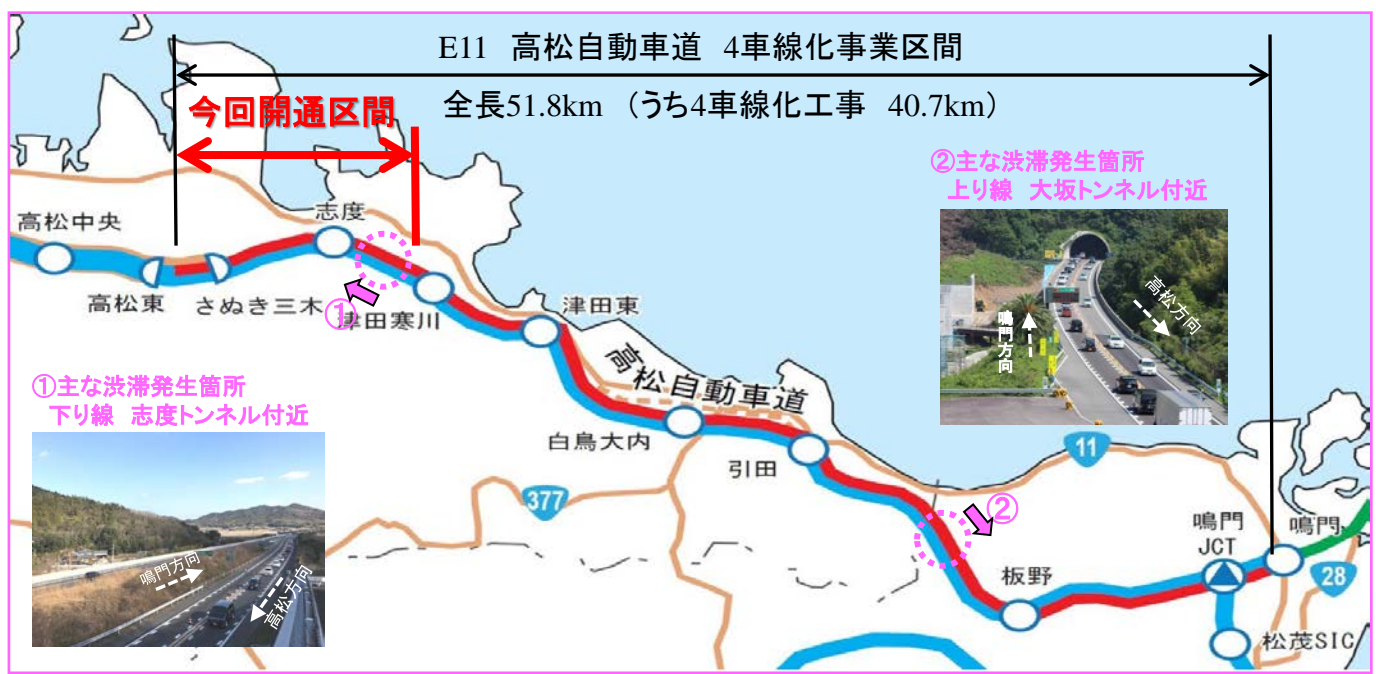 E11　高松自動車道　4車線化事業区間
全長51.8km　（うち4車線化工事　40.7km）
今回開通区間
②主な渋滞発生箇所
上り線　大坂トンネル付近
高松方向
鳴門方向
志度
高松中央
高松東
さぬき三木
①
津田寒川
津田東
高松自動車道
①主な渋滞発生箇所
下り線　志度トンネル付近
鳴門方向
高松方向
白鳥大内
引田
377
11
②
板野
鳴門
JCT
鳴門
28
松茂SIC